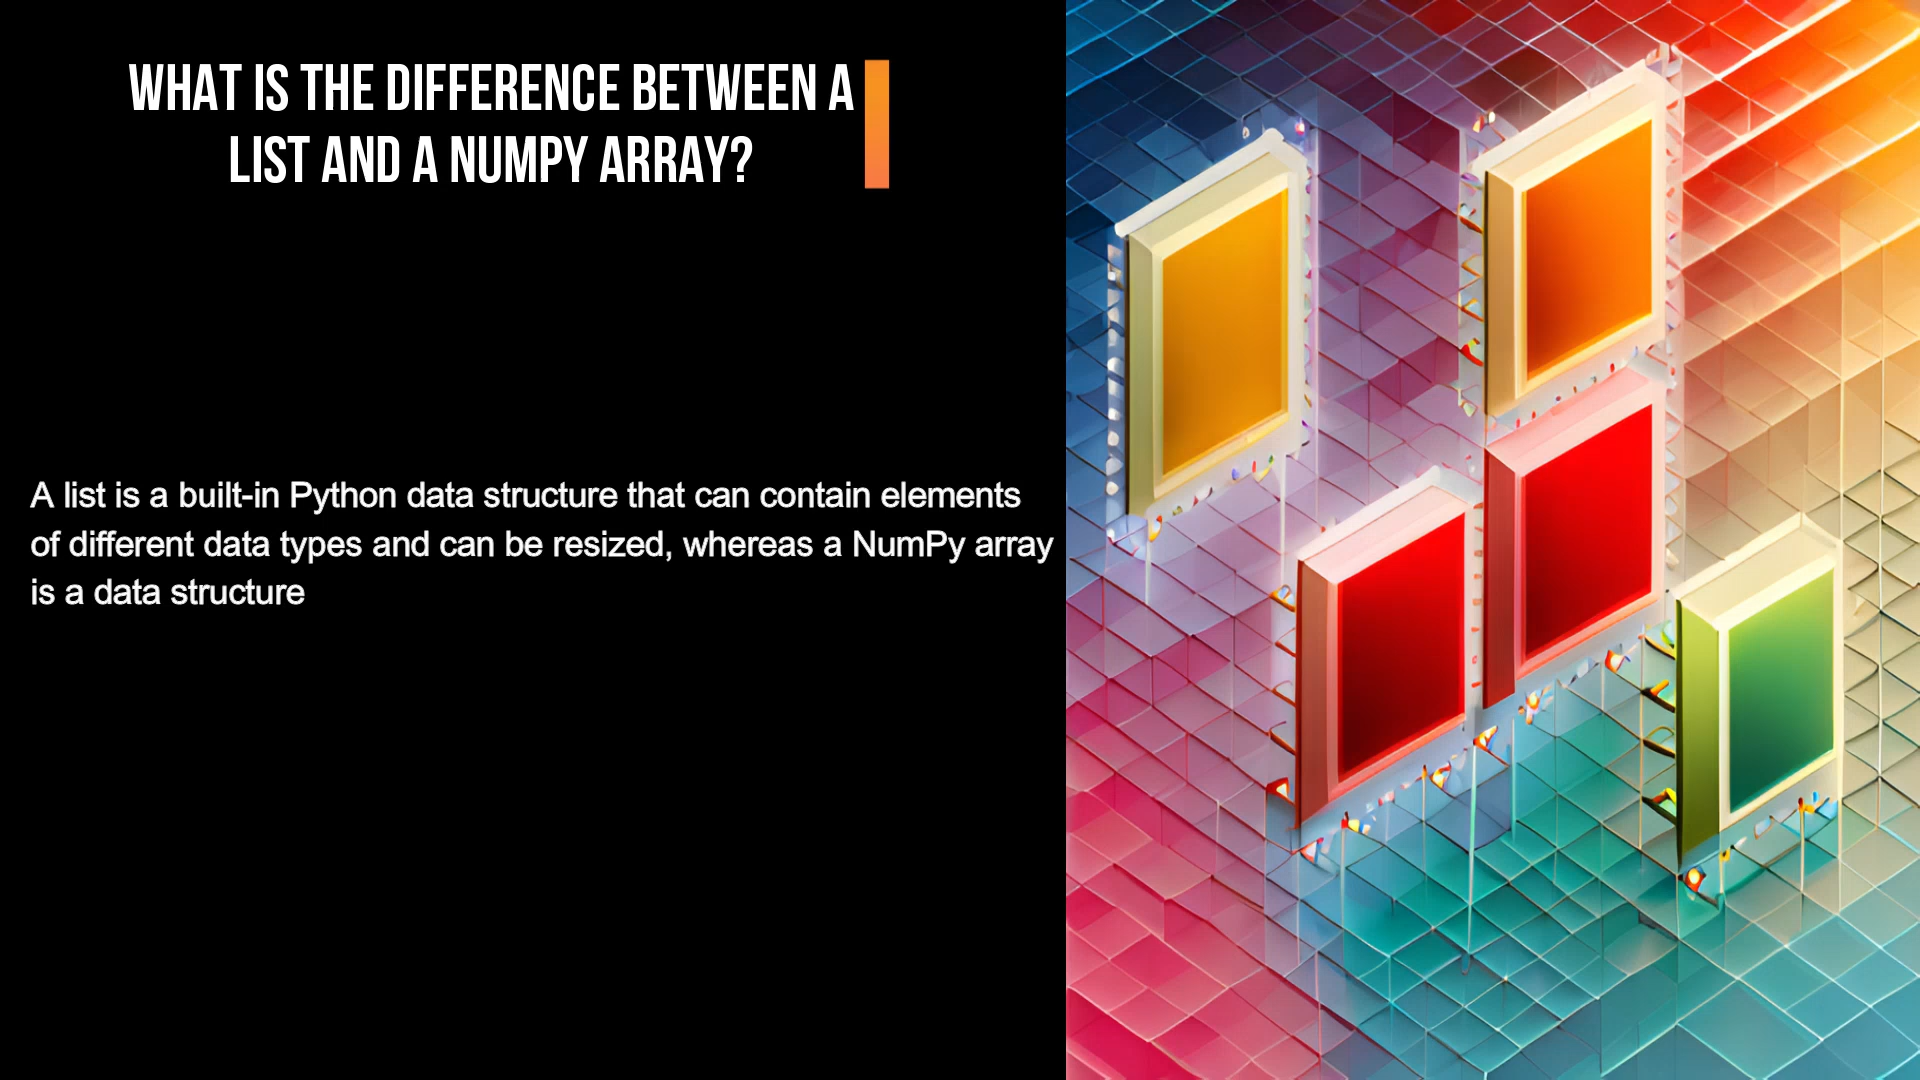 WHAT IS THE DIFFERENCE BETWEEN A
LIST AND A NUMPY ARRAY?
A list is a built-in Python data structure that can contain elements
of different data types and can be resized, whereas a NumPy array
is a data structure